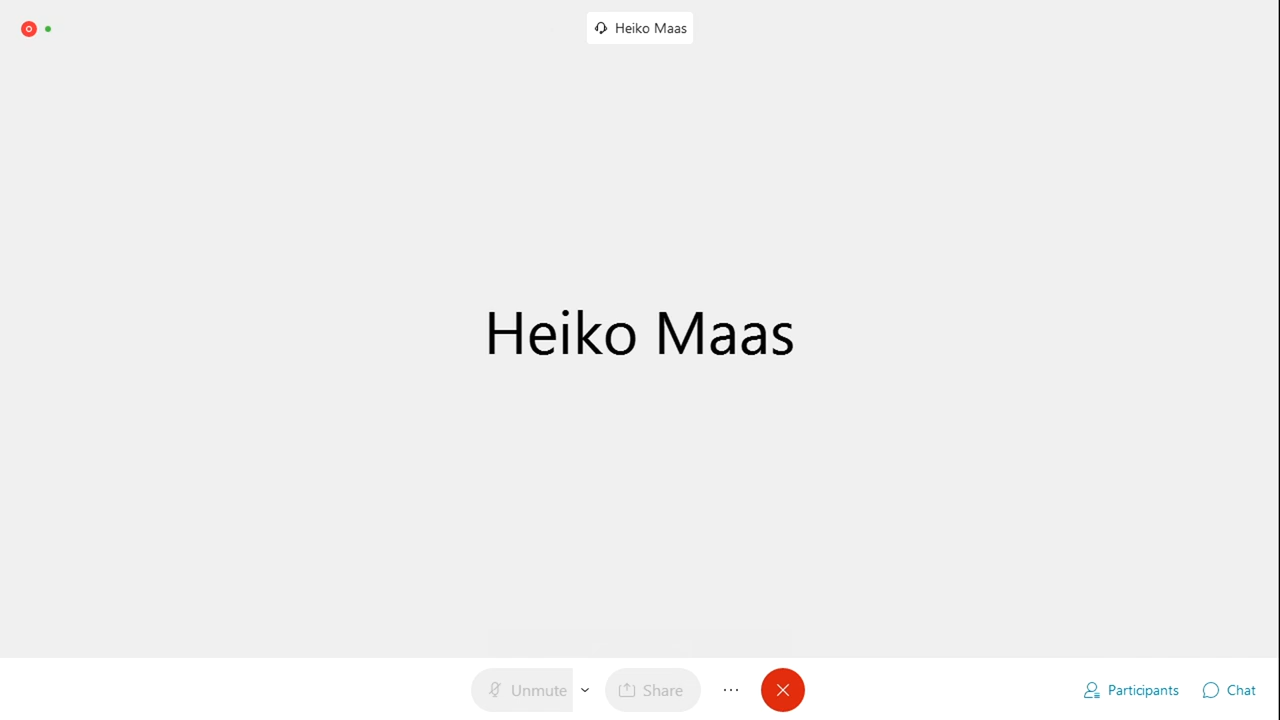 Heiko Maas
Heiko Maas
Unmute
Share
Participants
Chat